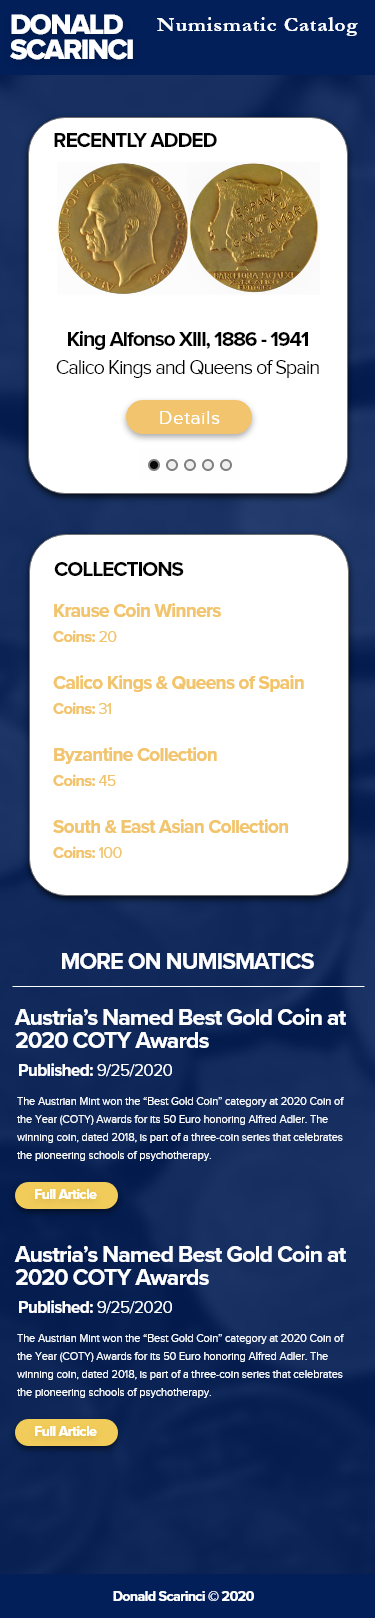 DONALD
SCARINCI
Numismatic Catalog
RECENTLY ADDED
King Alfonso XIII, 1886 - 1941
Calico Kings and Queens of Spain
Details
COLLECTIONS
Krause Coin Winners
Coins: 20
Calico Kings & Queens of Spain
Coins: 31
Byzantine Collection
Coins: 45
South & East Asian Collection
Coins: 100
MORE ON NUMISMATICS
Austria’s Named Best Gold Coin at
2020 COTY Awards
Published: 9/25/2020
The Austrian Mint won the “Best Gold Coin” category at 2020 Coin of
the Year (COTY) Awards for its 50 Euro honoring Alfred Adler. The
winning coin, dated 2018, is part of a three-coin series that celebrates
the pioneering schools of psychotherapy.
Full Article
Austria’s Named Best Gold Coin at
2020 COTY Awards
Published: 9/25/2020
The Austrian Mint won the “Best Gold Coin” category at 2020 Coin of
the Year (COTY) Awards for its 50 Euro honoring Alfred Adler. The
winning coin, dated 2018, is part of a three-coin series that celebrates
the pioneering schools of psychotherapy.
Full Article
Donald Scarinci © 2020